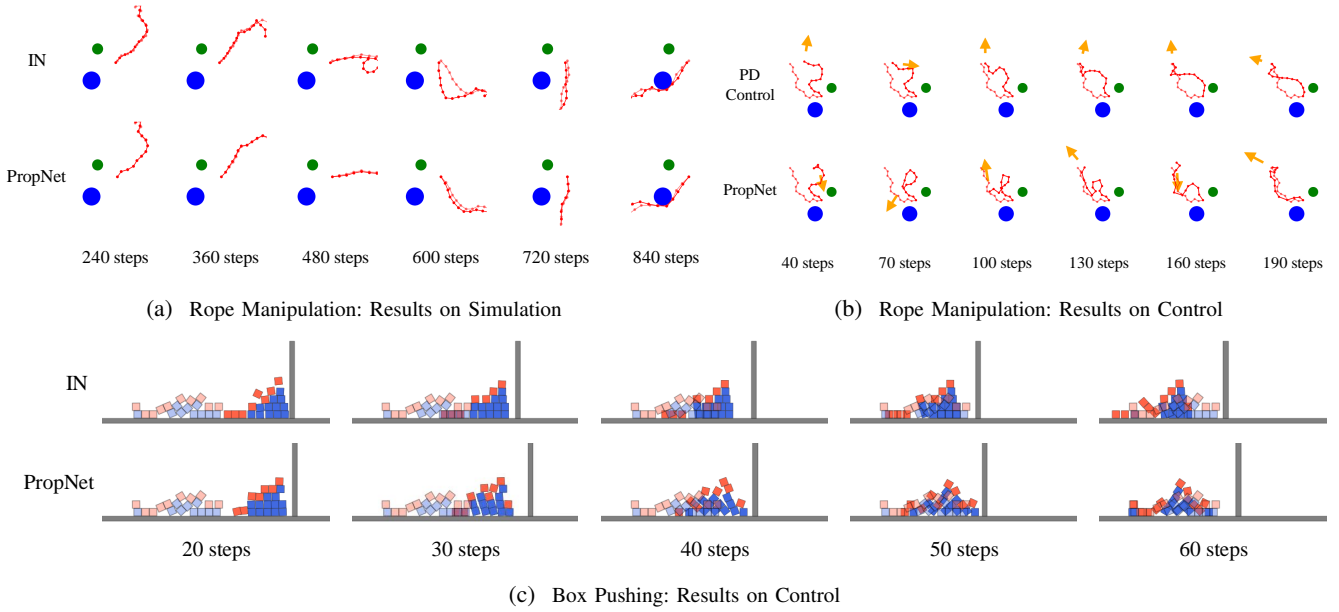 IN
PropNet
240 steps 360 steps 480 steps 600 steps 720 steps 840 steps
(a) Rope Manipulation: Results on Simulation
PD
Control
PropNet
40 steps 70 steps 100 steps 130 steps 160 steps 190 steps
(b) Rope Manipulation: Results on Control
IN
PropNet
20 steps 30 steps 40 steps 50 steps 60 steps
(c) Box Pushing: Results on Control